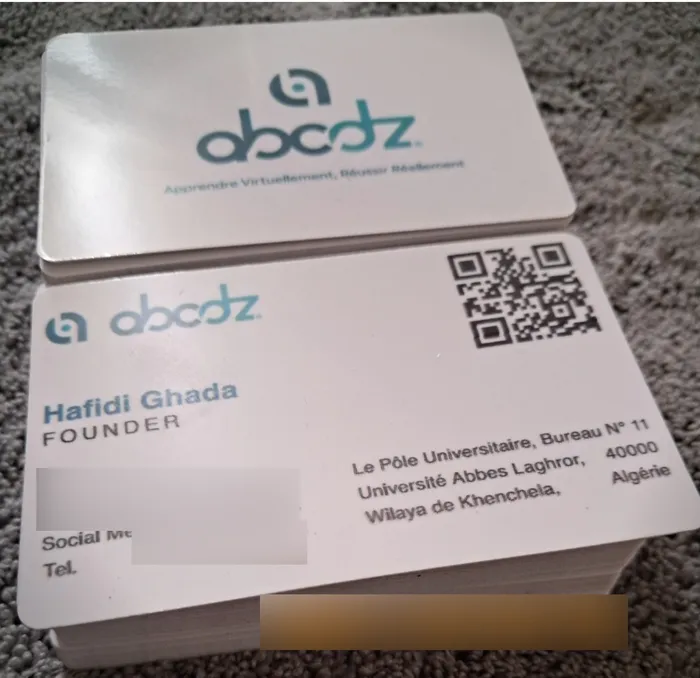 abcdz
Apprendre Virtuellement, Réussir Réellement
abcdz
Hafidi Ghada
FOUNDER
Social
Tel.
Le Pôle Universitaire, Bureau N° 11
Université Abbes Laghror, 40000
Wilaya de Khenchela, Algérie